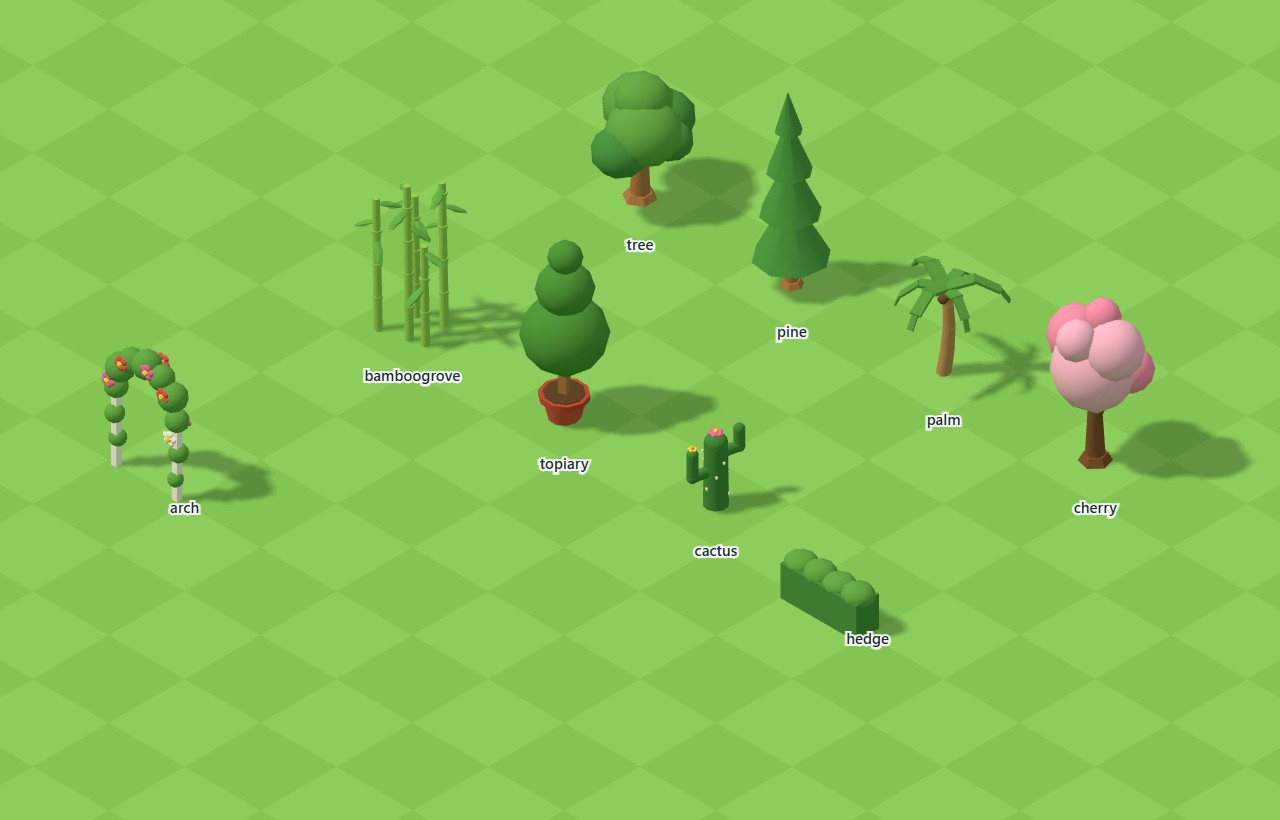 tree
pine
bamboogrove
palm
topiary
arch
cherry
cactus
hedge